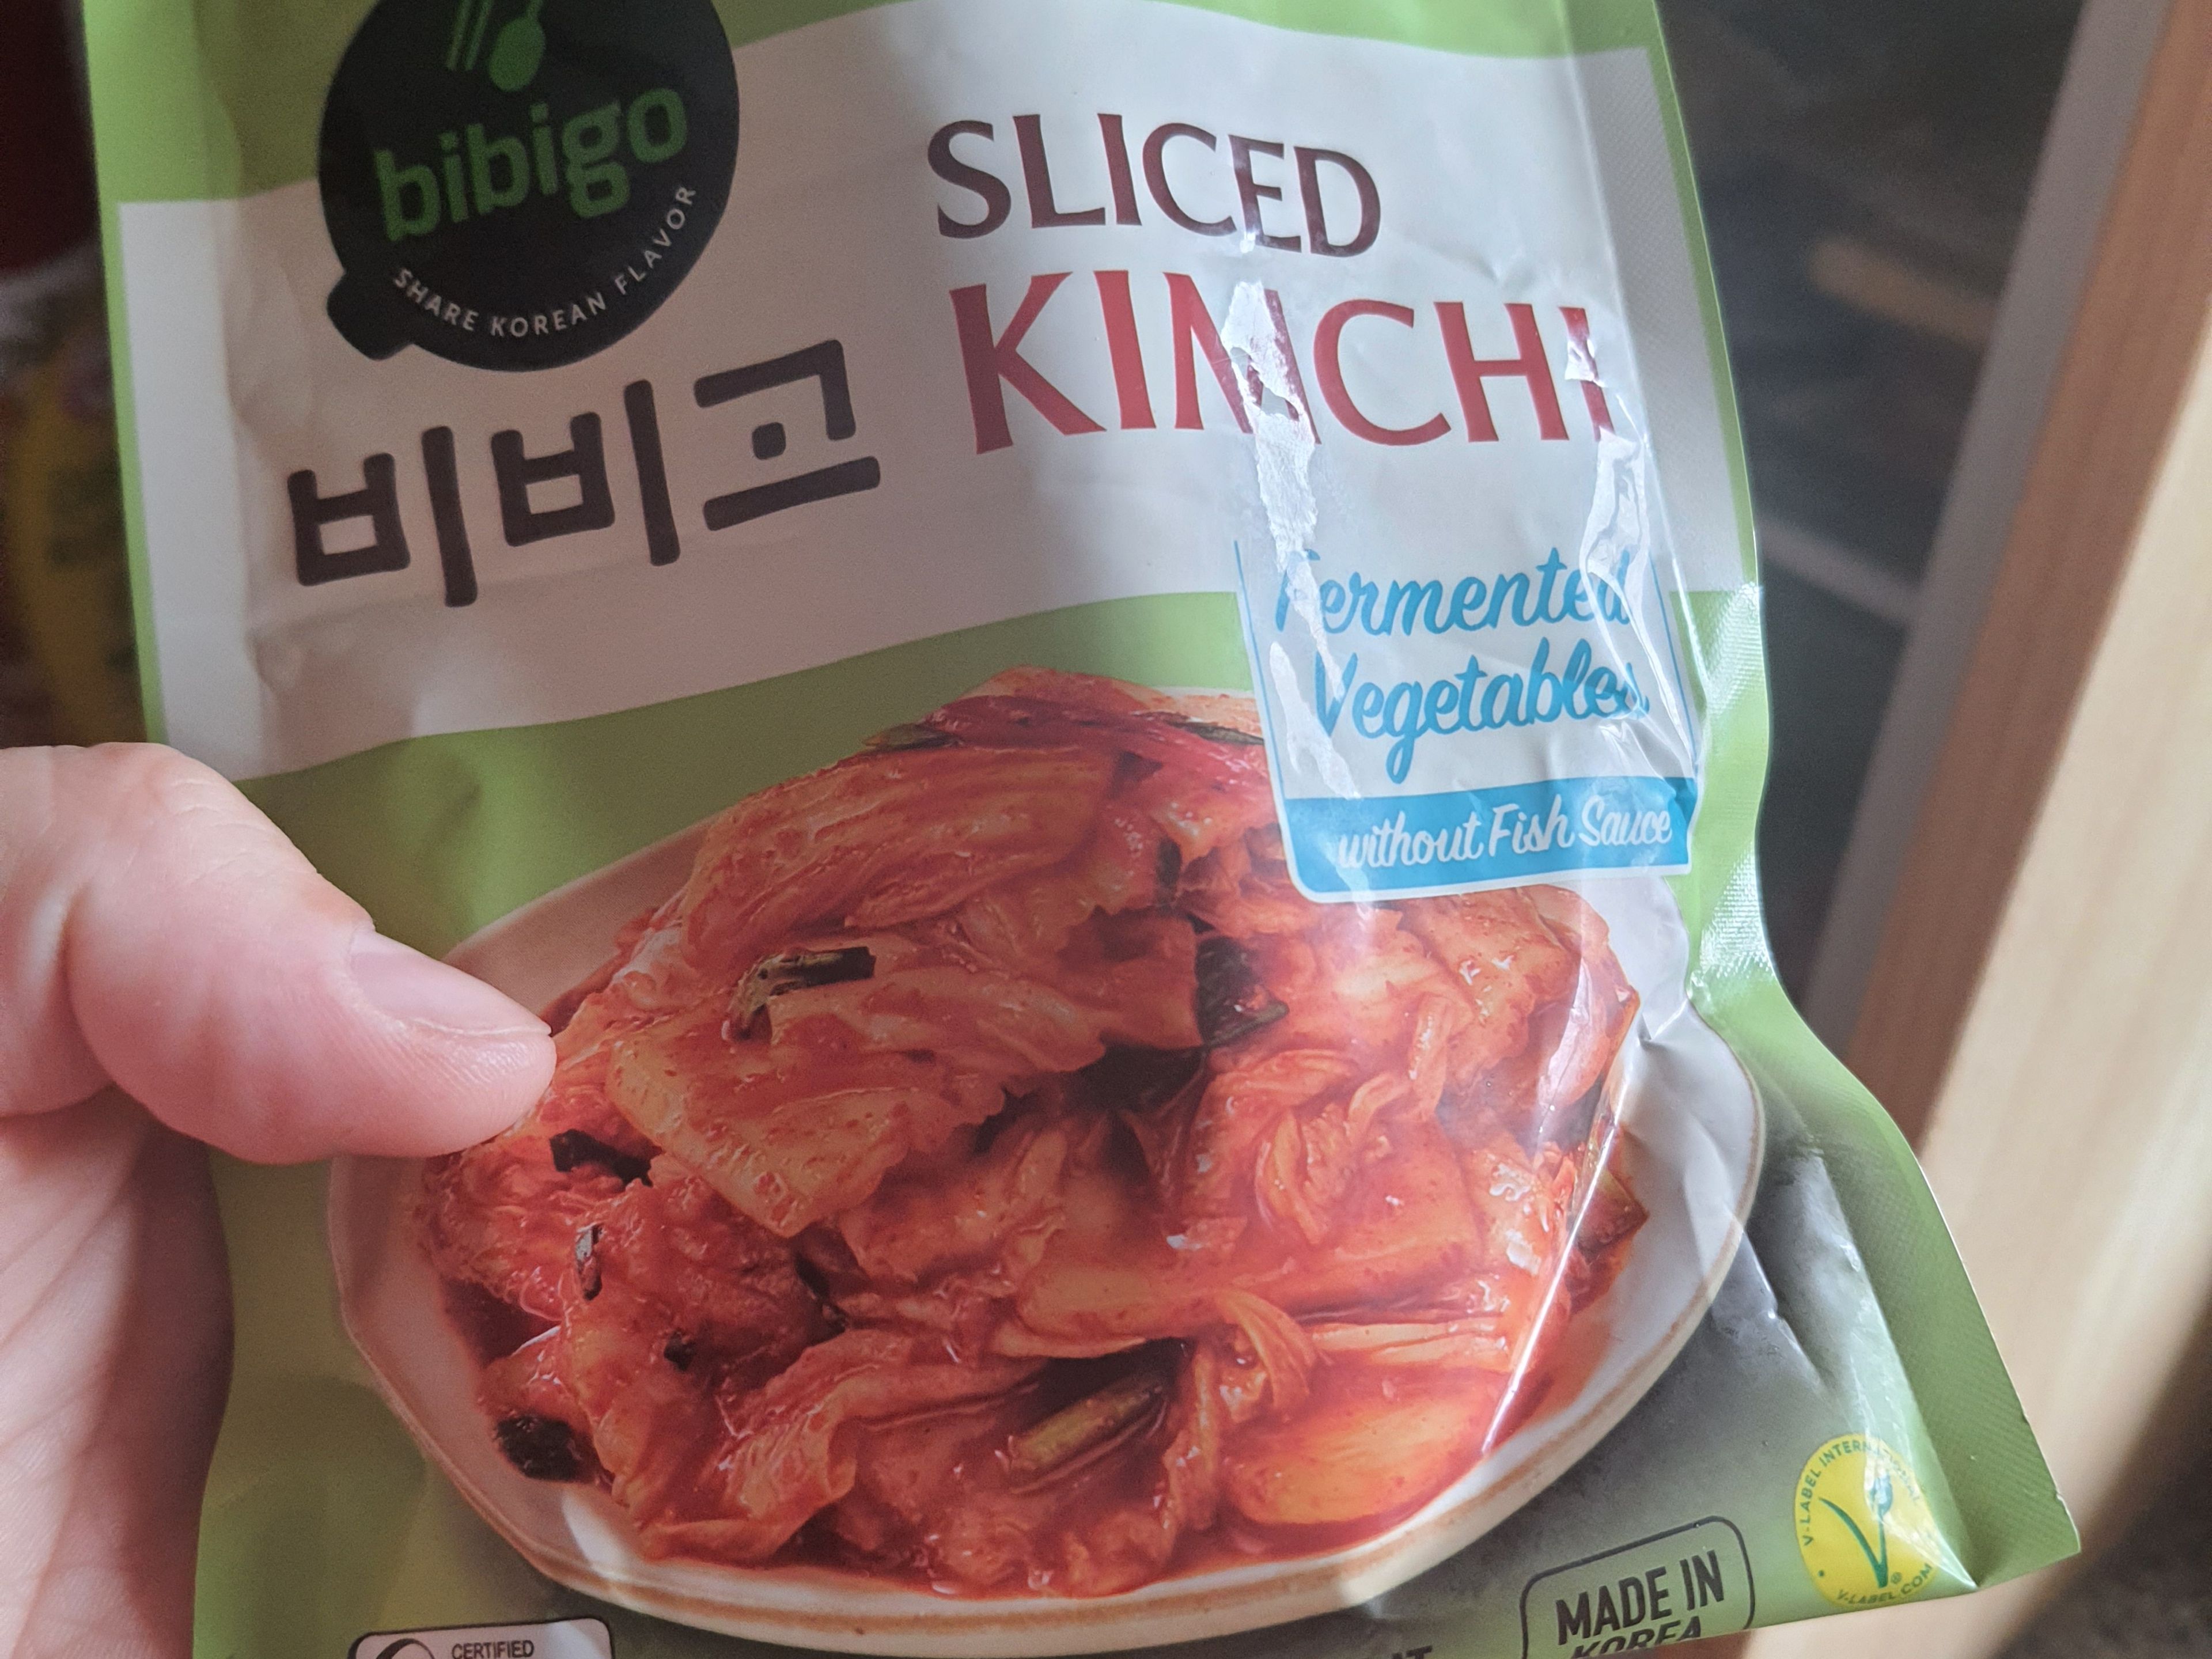 bibigo
SHARE KOREAN FLAVOR
비비고
SLICED
KIMCHI
Fermented
Vegetables
without Fish Sauce
V-LABEL INTERNATIONAL
V-LABEL.COM
MADE IN
KOREA
CERTIFIED